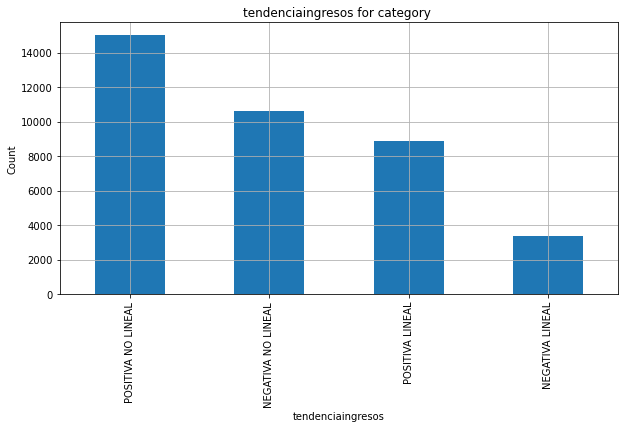 tendenciaingresos for category
Count
14000
12000
10000
8000
6000
4000
2000
0
POSITIVA NO LINEAL
NEGATIVA NO LINEAL
POSITIVA LINEAL
NEGATIVA LINEAL
tendenciaingresos